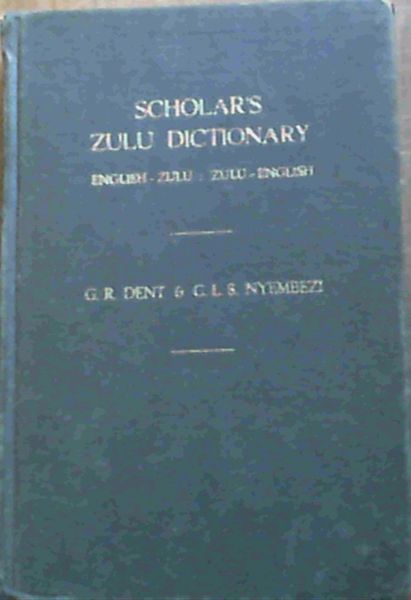 SCHOLAR'S
ZULU DICTIONARY
ENGLISH - ZULU : ZULU - ENGLISH
G. R. DENT & C. L. S. NYEMBEZI